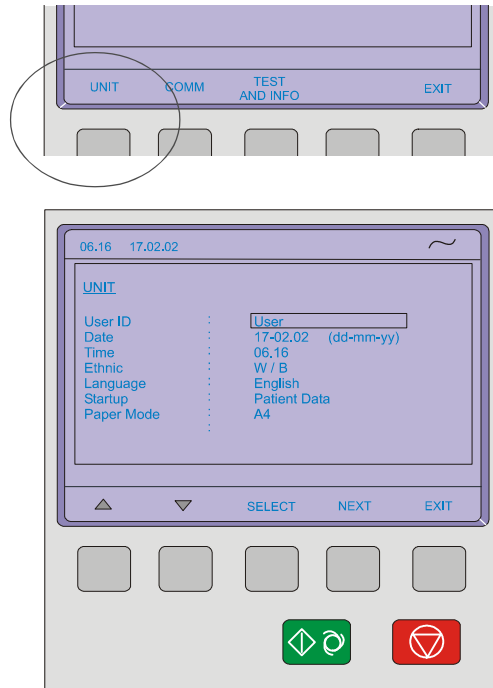 UNIT COMM TEST AND INFO EXIT
06.16 17.02.02
UNIT
User ID : User
Date : 17-02.02 (dd-mm-yy)
Time : 06.16
Ethnic : W / B
Language : English
Startup : Patient Data
Paper Mode : A4
:
SELECT NEXT EXIT